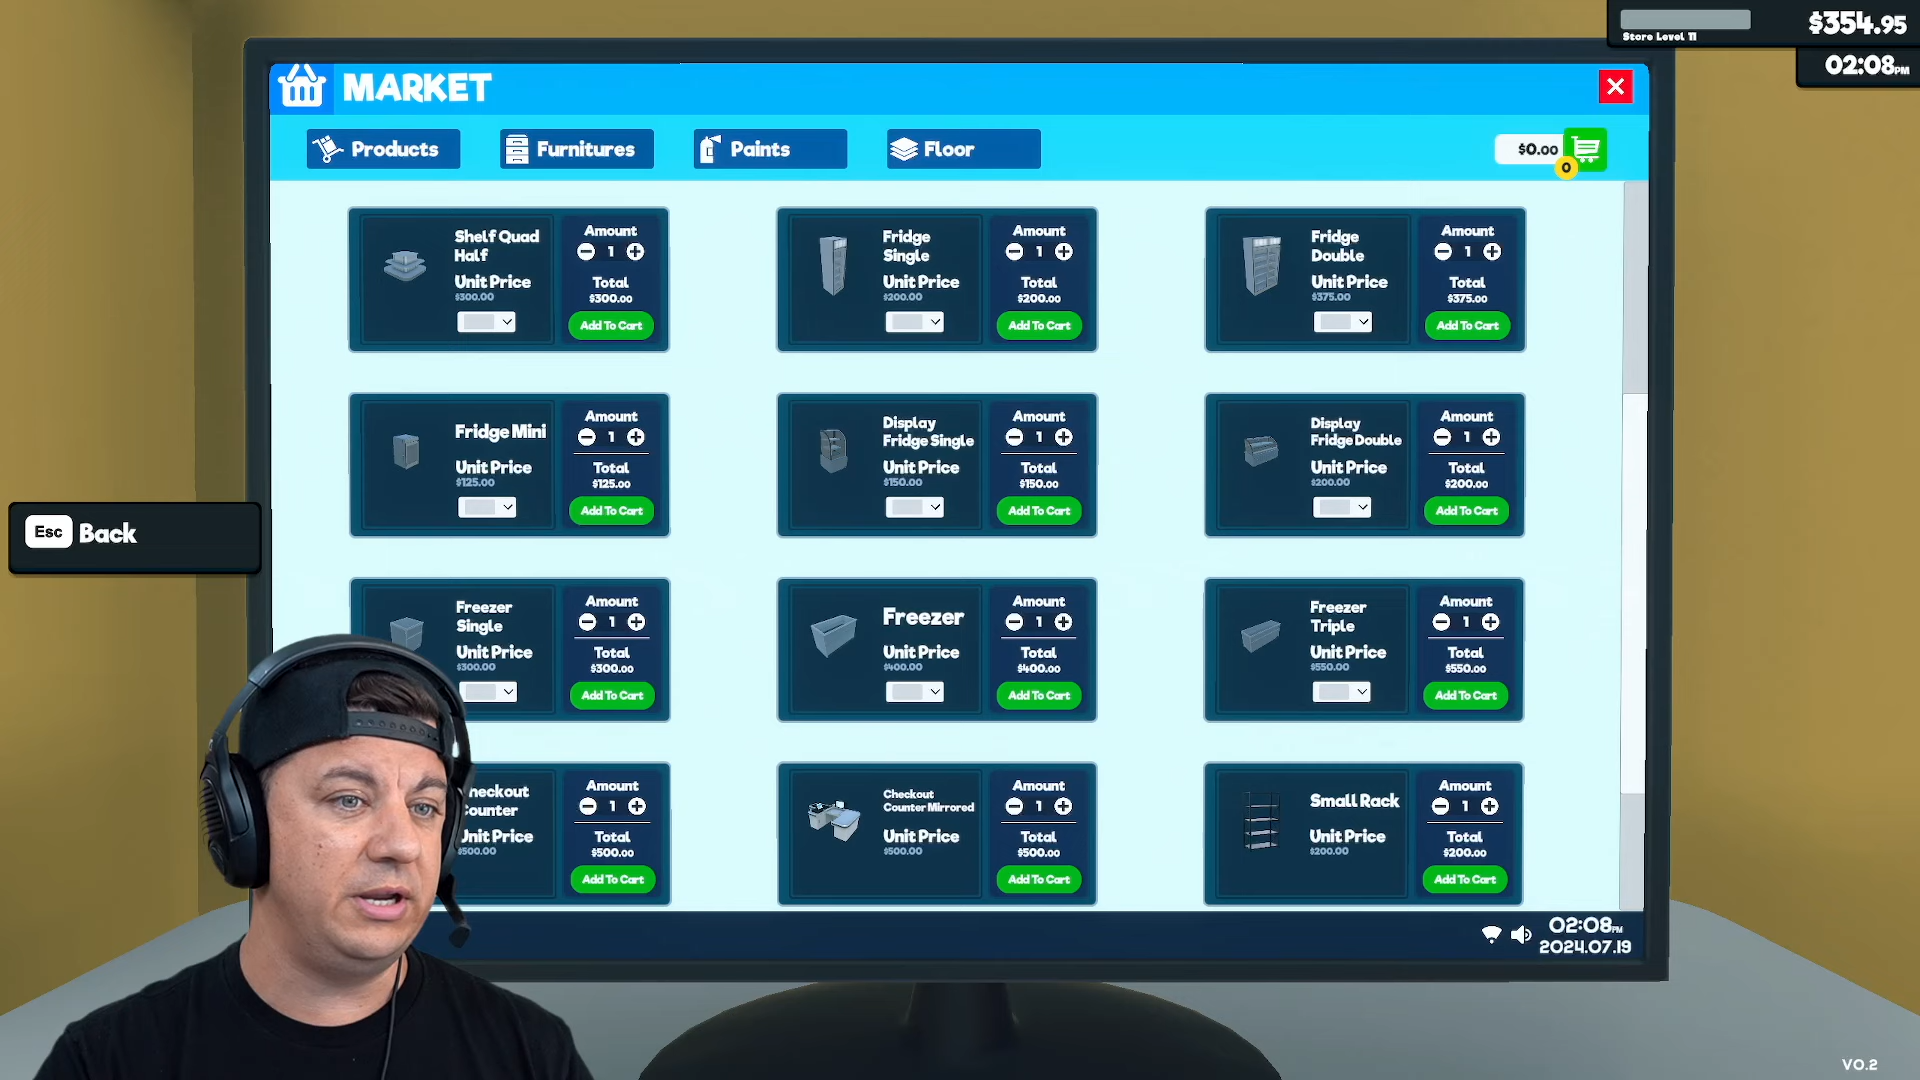 Store Level 11
$354.95
02:08PM
MARKET
Products
Furnitures
Paints
Floor
$0.00
0
Shelf Quad
Half
Unit Price
$300.00
Amount
1
Total
$300.00
Add To Cart
Fridge
Single
Unit Price
$200.00
Amount
1
Total
$200.00
Add To Cart
Fridge
Double
Unit Price
$375.00
Amount
1
Total
$375.00
Add To Cart
Fridge Mini
Unit Price
$125.00
Amount
1
Total
$125.00
Add To Cart
Display
Fridge Single
Unit Price
$150.00
Amount
1
Total
$150.00
Add To Cart
Display
Fridge Double
Unit Price
$200.00
Amount
1
Total
$200.00
Add To Cart
Esc Back
Freezer
Single
Unit Price
$300.00
Amount
1
Total
$300.00
Add To Cart
Freezer
Unit Price
$400.00
Amount
1
Total
$400.00
Add To Cart
Freezer
Triple
Unit Price
$550.00
Amount
1
Total
$550.00
Add To Cart
heckout
ounter
Unit Price
$500.00
Amount
1
Total
$500.00
Add To Cart
Checkout
Counter Mirrored
Unit Price
$500.00
Amount
1
Total
$500.00
Add To Cart
Small Rack
Unit Price
$200.00
Amount
1
Total
$200.00
Add To Cart
02:08PM
2024.07.19
V0.2